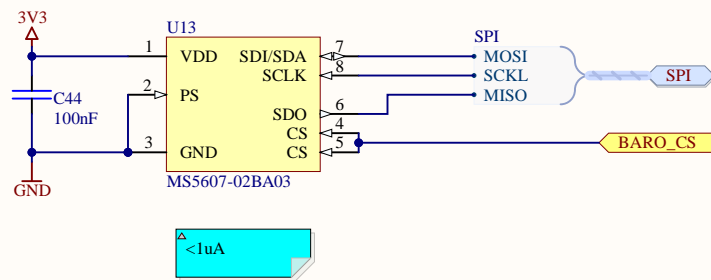 3V3
U13
SPI
1 VDD SDI/SDA 7 MOSI
SCLK 8 SCKL SPI
2 PS
C44
100nF
SDO 6 MISO
CS 4
3 GND CS 5 BARO_CS
GND
MS5607-02BA03
<1uA